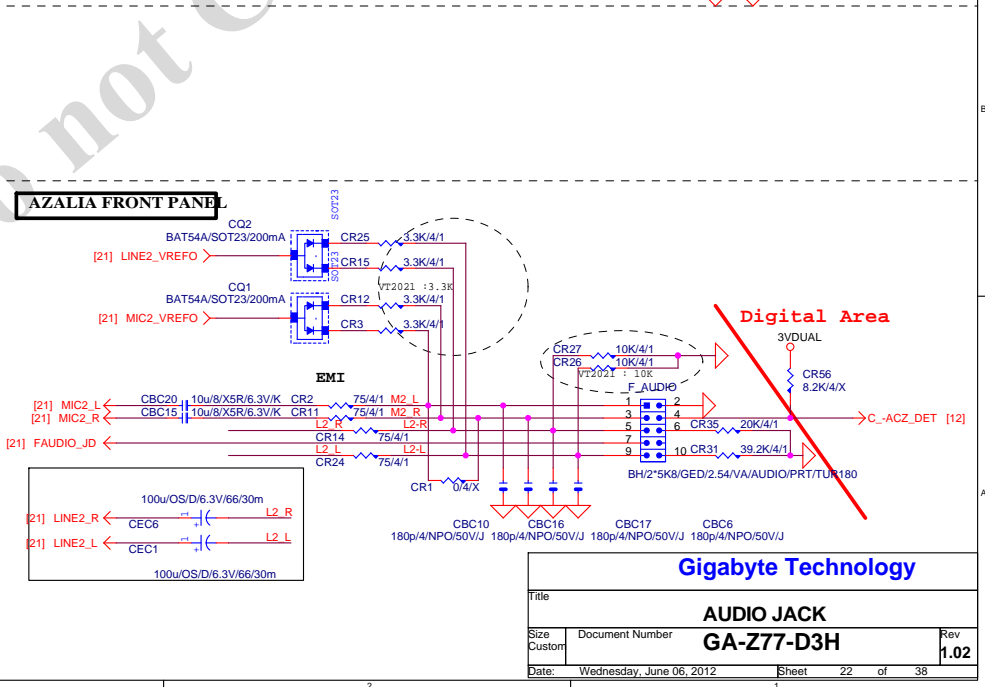 o not C
B
AZALIA FRONT PANEL
SOT23
CQ2
BAT54A/SOT23/200mA
[21] LINE2_VREFO
CR25 3.3K/4/1
SOT23
CR15 3.3K/4/1
VT2021 :3.3K
CQ1
BAT54A/SOT23/200mA
[21] MIC2_VREFO
CR12 3.3K/4/1
CR3 3.3K/4/1
Digital Area
3VDUAL
CR56
8.2K/4/X
CR27 10K/4/1
CR26 10K/4/1
VT2021 : 10K
EMI
F_AUDIO
[21] MIC2_L CBC20 10u/8/X5R/6.3V/K CR2 75/4/1 M2_L 1 2
[21] MIC2_R CBC15 10u/8/X5R/6.3V/K CR11 75/4/1 M2_R 3 4 C_-ACZ_DET [12]
L2_R L2-R 5 6 CR35 20K/4/1
[21] FAUDIO_JD CR14 75/4/1 7
L2_L L2-L 9 10 CR31 39.2K/4/1
CR24 75/4/1
BH/2*5K8/GED/2.54/VA/AUDIO/PRT/TUR180
CR1 0/4/X
100u/OS/D/6.3V/66/30m
[21] LINE2_R 1 + L2_R
CEC6
[21] LINE2_L 1 + L2_L
CEC1
100u/OS/D/6.3V/66/30m
CBC10 CBC16 CBC17 CBC6
180p/4/NPO/50V/J 180p/4/NPO/50V/J 180p/4/NPO/50V/J 180p/4/NPO/50V/J
A
Gigabyte Technology
Title
AUDIO JACK
Size Document Number Rev
Custom GA-Z77-D3H 1.02
Date: Wednesday, June 06, 2012 Sheet 22 of 38
2 1